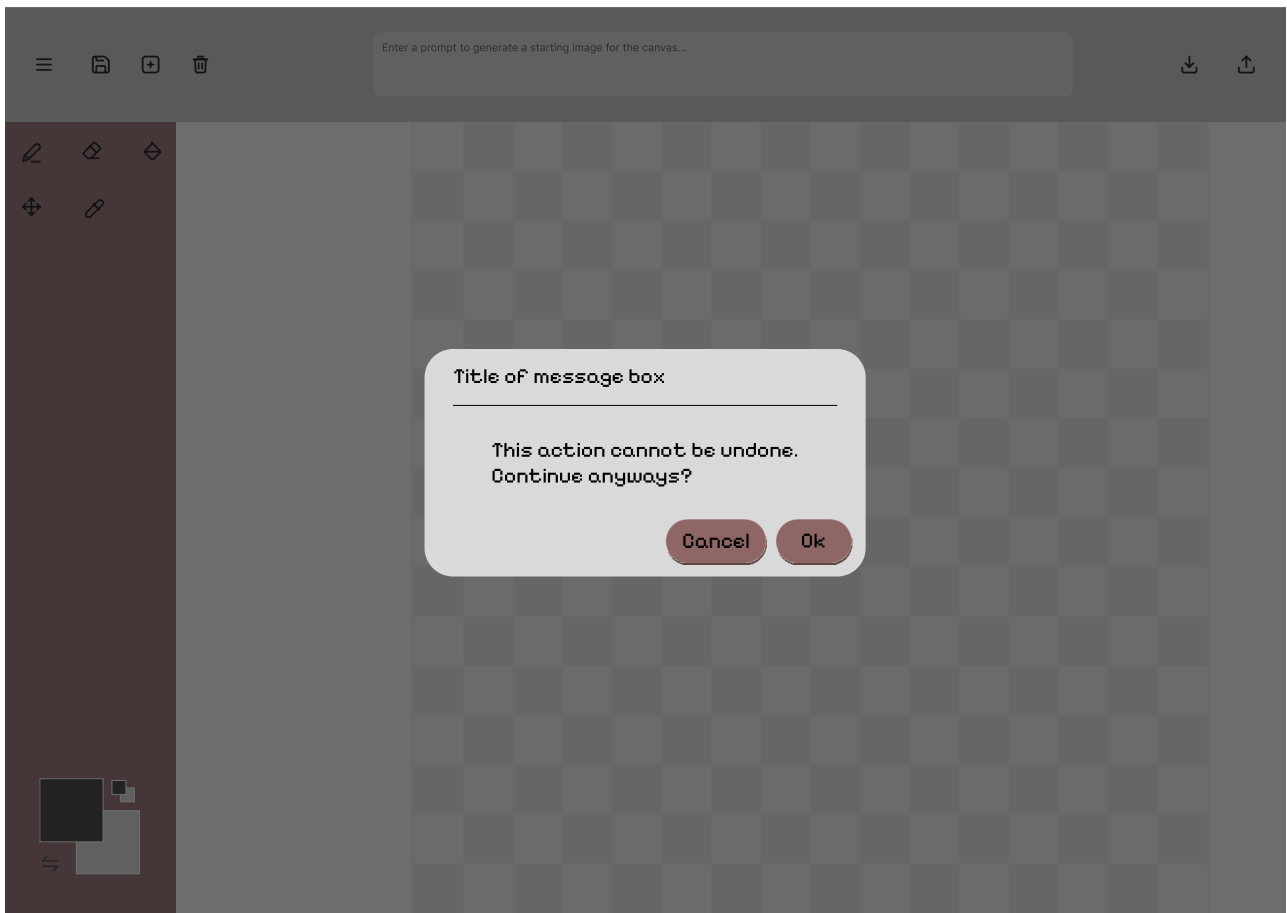 Enter a prompt to generate a starting image for the canvas...
Title of message box
This action cannot be undone.
Continue anyways?
Cancel Ok